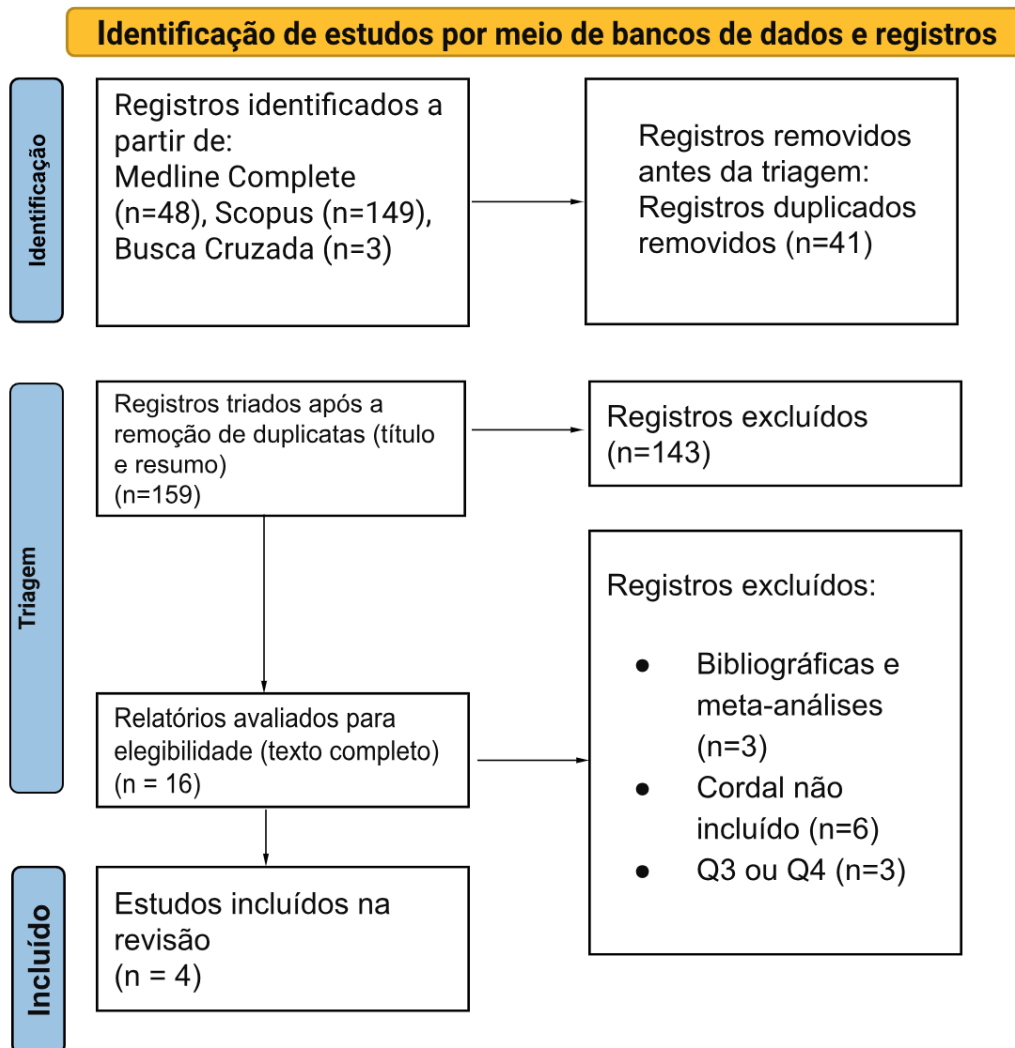 Identificação de estudos por meio de bancos de dados e registros
Identificação
Registros identificados a
partir de:
Medline Complete
(n=48), Scopus (n=149),
Busca Cruzada (n=3)
Registros removidos
antes da triagem:
Registros duplicados
removidos (n=41)
Triagem
Registros triados após a
remoção de duplicatas (título
e resumo)
(n=159)
Registros excluídos
(n=143)
Relatórios avaliados para
elegibilidade (texto completo)
(n = 16)
Registros excluídos:
● Bibliográficas e
meta-análises
(n=3)
● Cordal não
incluído (n=6)
● Q3 ou Q4 (n=3)
Incluído
Estudos incluídos na
revisão
(n = 4)